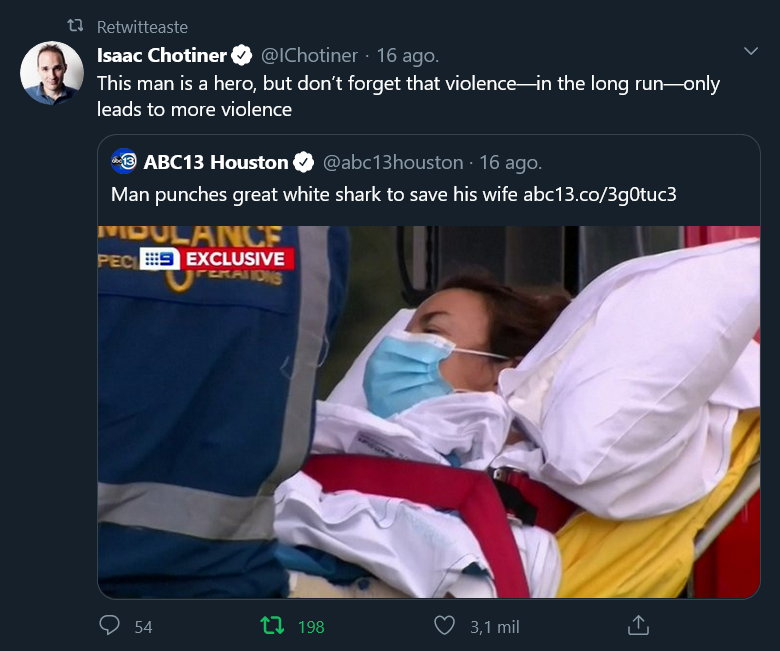 Retwitteaste
Isaac Chotiner @IChotiner · 16 ago.
This man is a hero, but don't forget that violence—in the long run—only
leads to more violence
abc13 ABC13 Houston @abc13houston · 16 ago.
Man punches great white shark to save his wife abc13.co/3g0tuc3
MBULANCE
PECI
OPERATIONS
9 EXCLUSIVE
54 198 3,1 mil